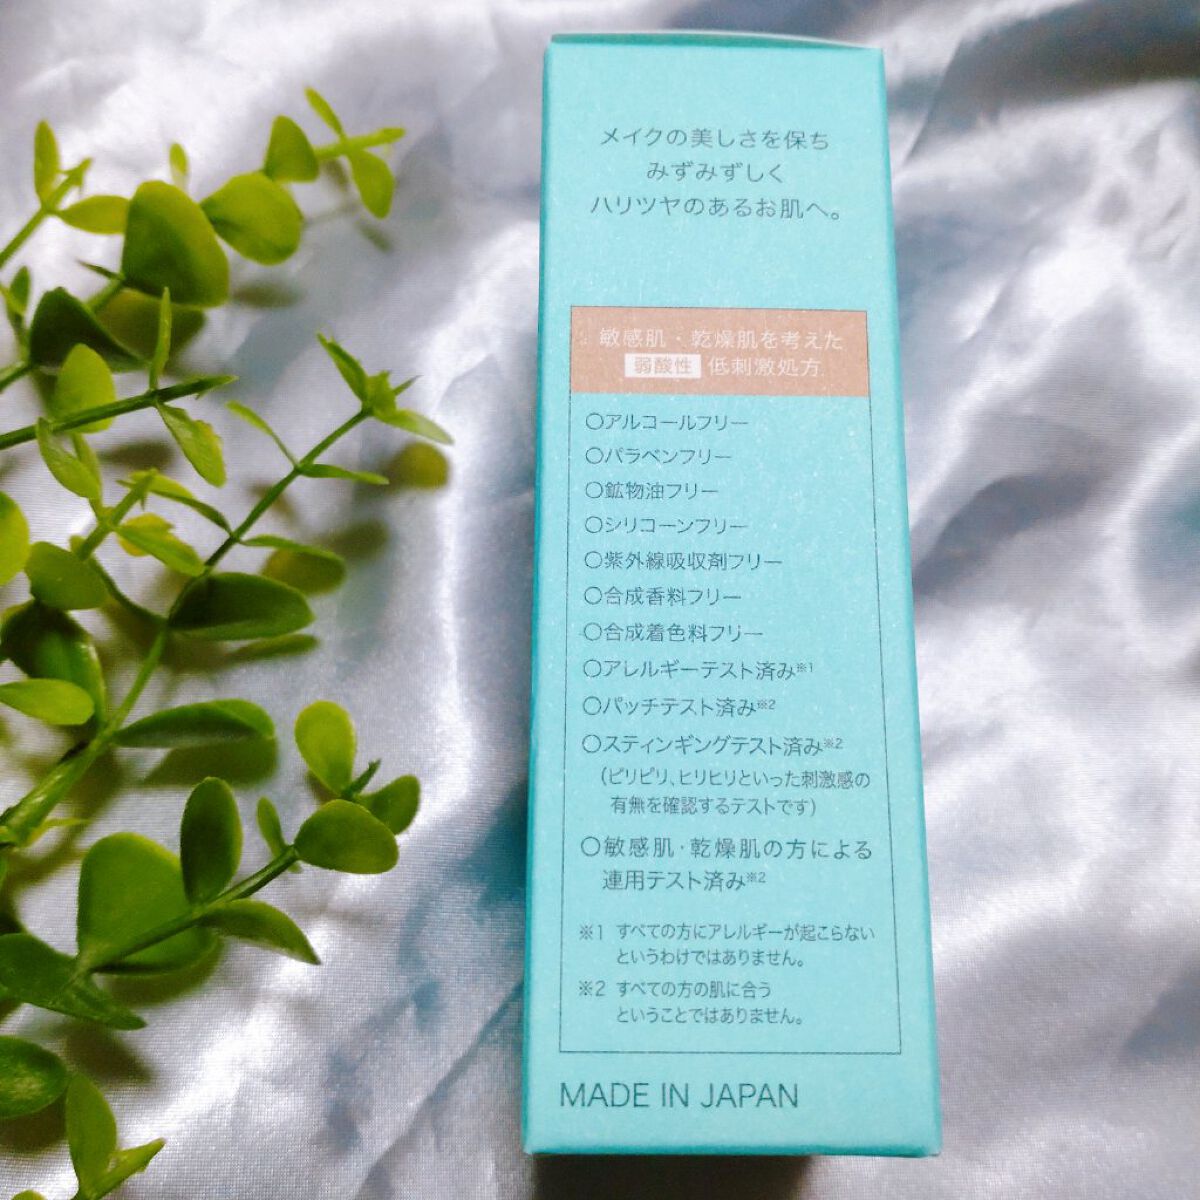 メイクの美しさを保ち
みずみずしく
ハリツヤのあるお肌へ。
敏感肌・乾燥肌を考えた
弱酸性 低刺激処方
○アルコールフリー
○パラベンフリー
○鉱物油フリー
○シリコーンフリー
○紫外線吸収剤フリー
○合成香料フリー
○合成着色料フリー
○アレルギーテスト済み※1
○パッチテスト済み※2
○スティンギングテスト済み※2
(ピリピリ、ヒリヒリといった刺激感の
有無を確認するテストです)
○敏感肌・乾燥肌の方による
連用テスト済み※2
※1 すべての方にアレルギーが起こらない
というわけではありません。
※2 すべての方の肌に合う
ということではありません。
MADE IN JAPAN